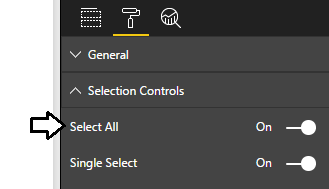 General
Selection Controls
Select All On
Single Select On